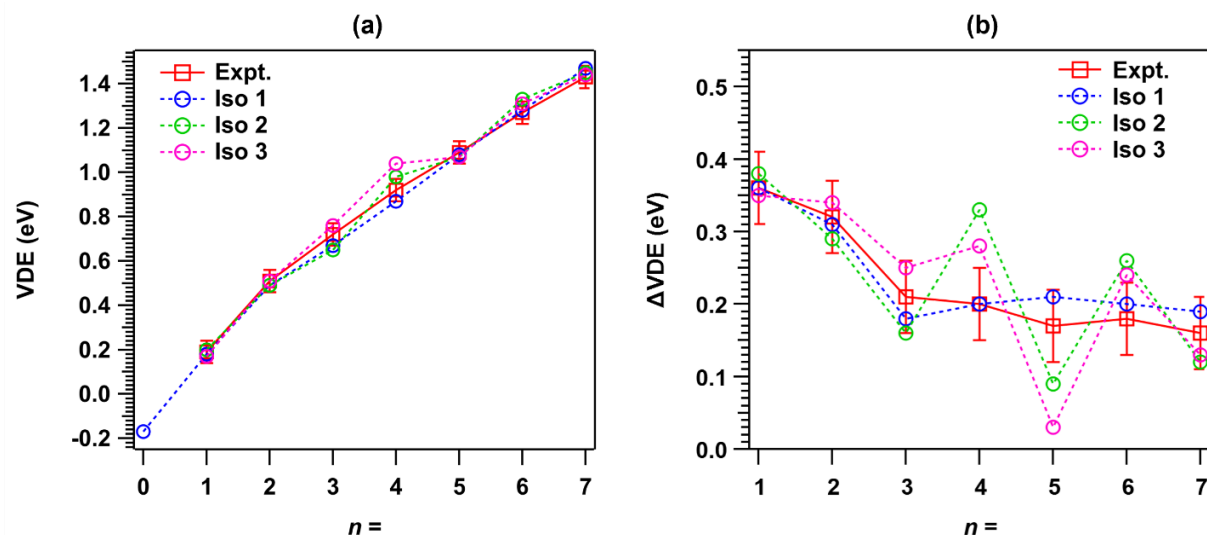 (a)
VDE (eV)
1.4
1.2
1.0
0.8
0.6
0.4
0.2
0.0
-0.2
Expt.
Iso 1
Iso 2
Iso 3
0 1 2 3 4 5 6 7
n =
(b)
ΔVDE (eV)
0.5
0.4
0.3
0.2
0.1
0.0
Expt.
Iso 1
Iso 2
Iso 3
1 2 3 4 5 6 7
n =